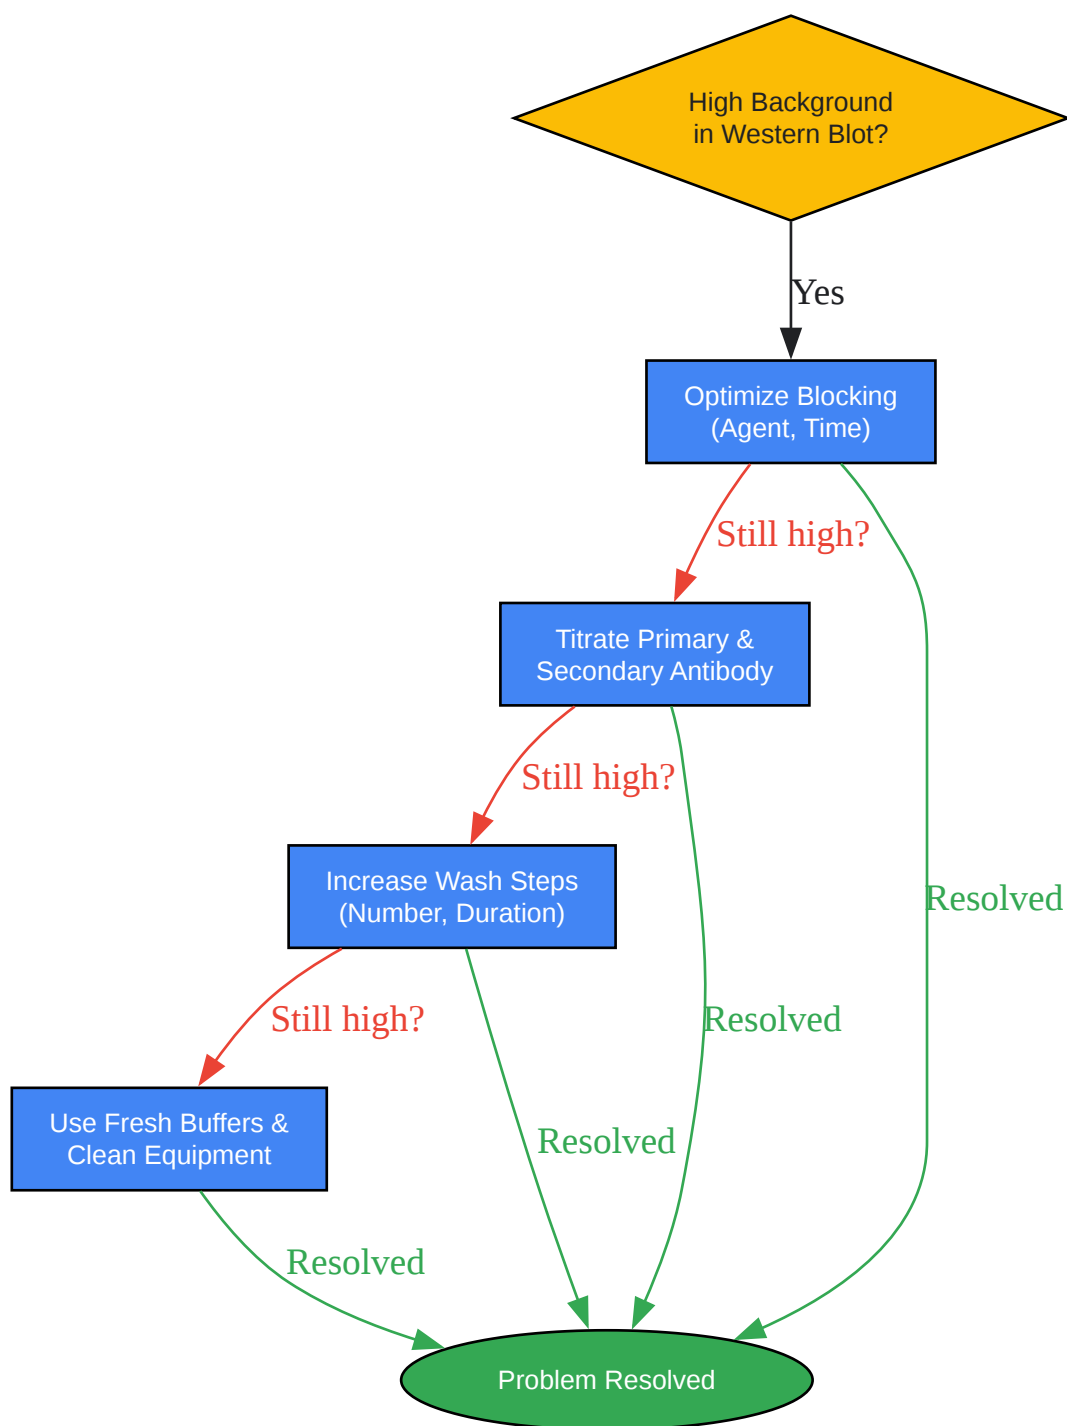 High Background
in Western Blot?
Yes
Optimize Blocking
(Agent, Time)
Still high?
Titrate Primary &
Secondary Antibody
Still high?
Increase Wash Steps
(Number, Duration)
Resolved
Still high?
Resolved
Use Fresh Buffers &
Clean Equipment
Resolved
Resolved
Problem Resolved